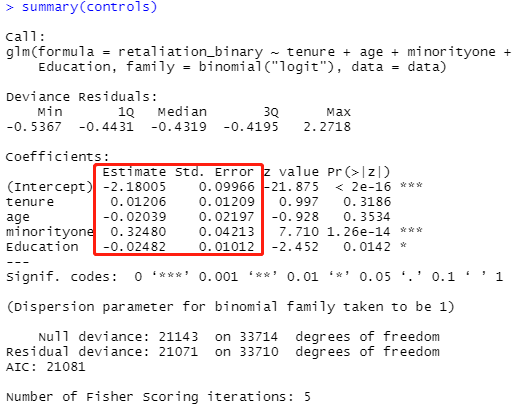 > summary(controls)
Call:
glm(formula = retaliation_binary ~ tenure + age + minorityone +
    Education, family = binomial("logit"), data = data)
Deviance Residuals:
    Min       1Q   Median       3Q      Max
-0.5367  -0.4431  -0.4319  -0.4195   2.2718
Coefficients:
            Estimate Std. Error z value Pr(>|z|)
(Intercept) -2.18005    0.09966 -21.875  < 2e-16 ***
tenure       0.01206    0.01209   0.997   0.3186
age         -0.02039    0.02197  -0.928   0.3534
minorityone  0.32480    0.04213   7.710 1.26e-14 ***
Education   -0.02482    0.01012  -2.452   0.0142 *
---
Signif. codes:  0 ‘***’ 0.001 ‘**’ 0.01 ‘*’ 0.05 ‘.’ 0.1 ‘ ’ 1
(Dispersion parameter for binomial family taken to be 1)
    Null deviance: 21143  on 33714  degrees of freedom
Residual deviance: 21071  on 33710  degrees of freedom
AIC: 21081
Number of Fisher Scoring iterations: 5